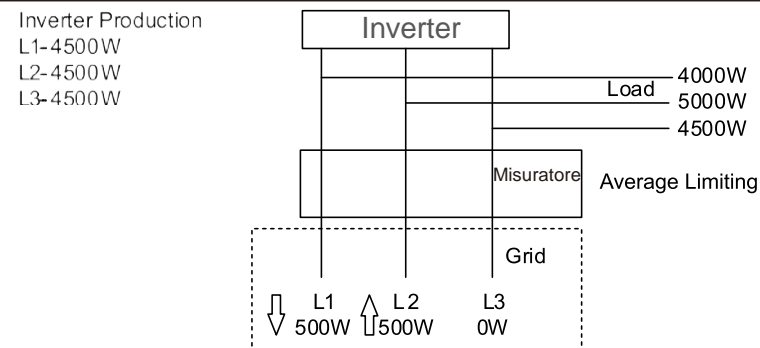 Inverter Production
L1-4500W
L2-4500W
L3-4500W
Inverter
Load
4000W
5000W
4500W
Misuratore
Average Limiting
Grid
L1
500W
L2
500W
L3
0W